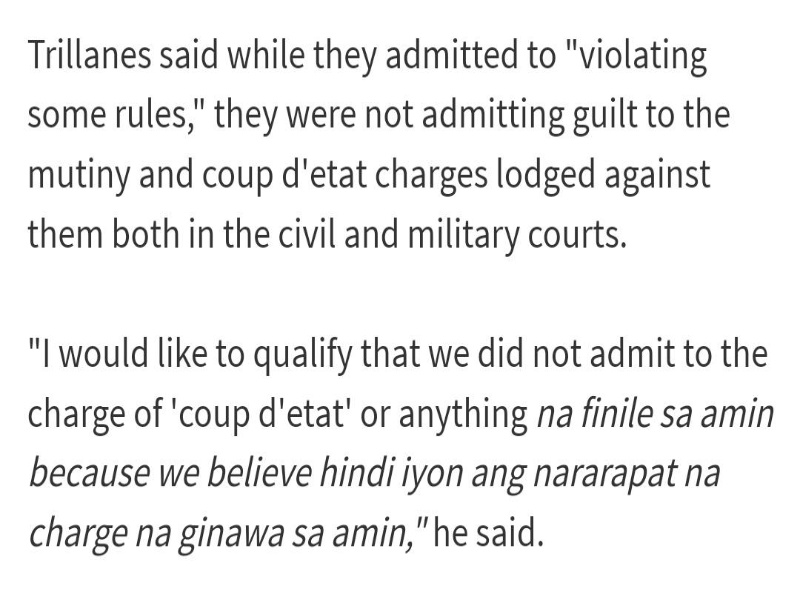 Trillanes said while they admitted to "violating
some rules," they were not admitting guilt to the
mutiny and coup d'etat charges lodged against
them both in the civil and military courts.
"I would like to qualify that we did not admit to the
charge of 'coup d'etat' or anything na finile sa amin
because we believe hindi iyon ang nararapat na
charge na ginawa sa amin," he said.